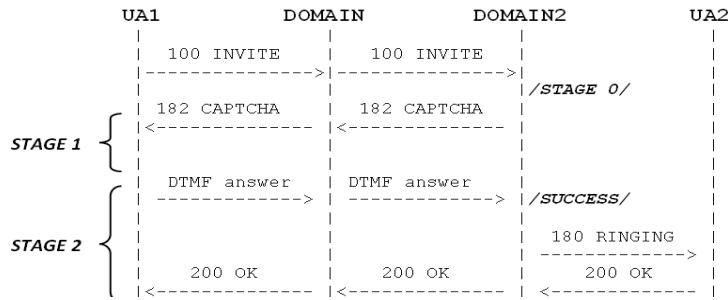 UA1 DOMAIN DOMAIN2 UA2
100 INVITE 100 INVITE
/STAGE 0/
182 CAPTCHA 182 CAPTCHA
STAGE 1
DTMF answer DTMF answer
/SUCCESS/
180 RINGING
STAGE 2
200 OK 200 OK 200 OK